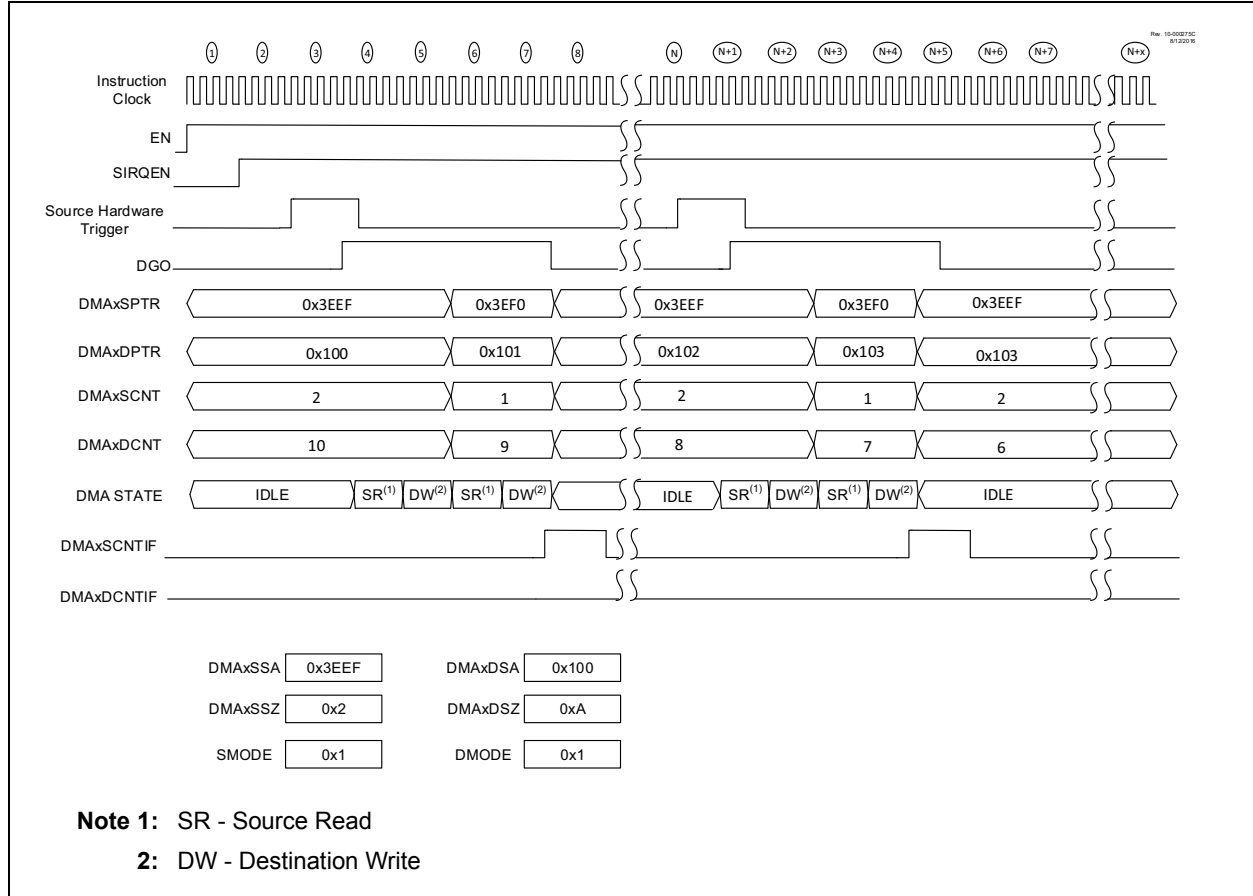 Rev. 10-000275C
8/12/2016
1 2 3 4 5 6 7 8 N N+1 N+2 N+3 N+4 N+5 N+6 N+7 N+x
Instruction
Clock
EN
SIRQEN
Source Hardware
Trigger
DGO
DMAxSPTR 0x3EEF 0x3EF0 0x3EEF 0x3EF0 0x3EEF
DMAxDPTR 0x100 0x101 0x102 0x103 0x103
DMAxSCNT 2 1 2 1 2
DMAxDCNT 10 9 8 7 6
DMA STATE IDLE SR(1) DW(2) SR(1) DW(2) IDLE SR(1) DW(2) SR(1) DW(2) IDLE
DMAxSCNTIF
DMAxDCNTIF
DMAxSSA 0x3EEF DMAxDSA 0x100
DMAxSSZ 0x2 DMAxDSZ 0xA
SMODE 0x1 DMODE 0x1
Note 1: SR - Source Read
2: DW - Destination Write